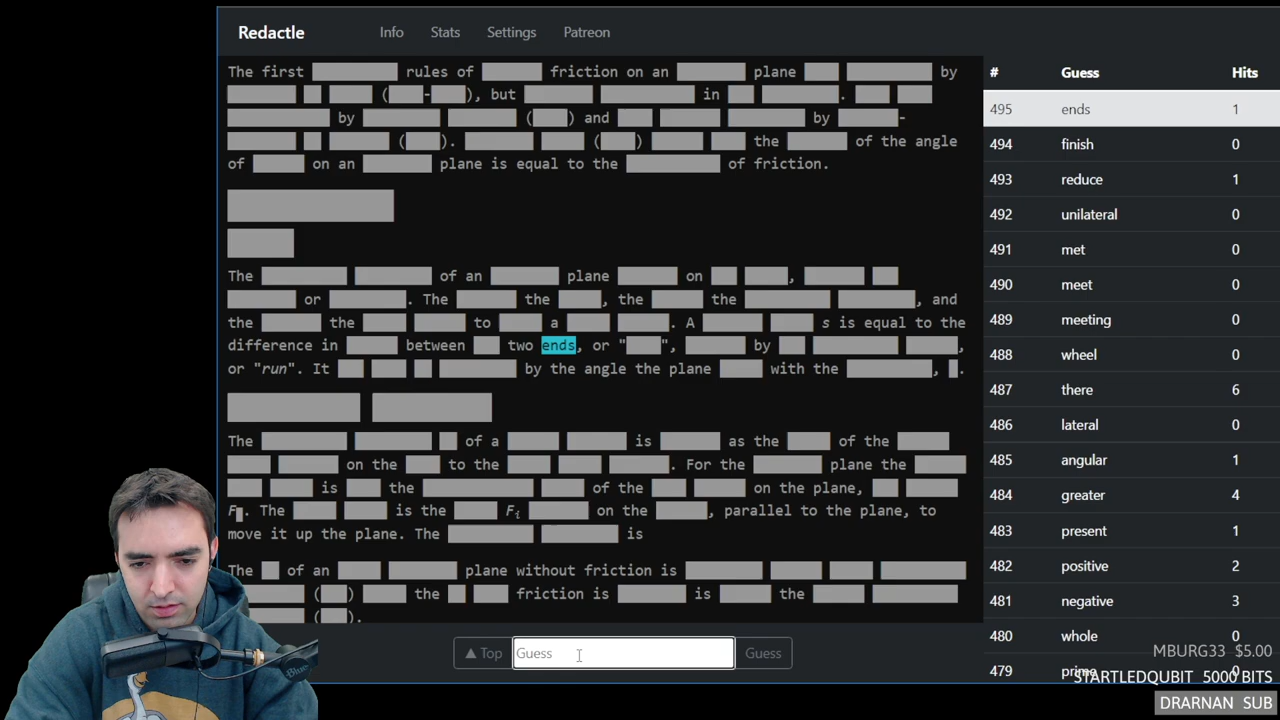 Redactle Info Stats Settings Patreon
The first rules of friction on an plane by
(-), but in .
by () and by -
(). () the of the angle
of on an plane is equal to the of friction.
The of an plane on ,
or . The the , the the , and
the the to a . A s is equal to the
difference in between two ends, or "", by ,
or "run". It by the angle the plane with the , .
The of a is as the of the
on the to the . For the plane the
is the of the on the plane,
F. The is the Fi on the , parallel to the plane, to
move it up the plane. The is
The of an plane without friction is
() the friction is is the
().
▲ Top Guess Guess
# Guess Hits
495 ends 1
494 finish 0
493 reduce 1
492 unilateral 0
491 met 0
490 meet 0
489 meeting 0
488 wheel 0
487 there 6
486 lateral 0
485 angular 1
484 greater 4
483 present 1
482 positive 2
481 negative 3
480 whole 0
479 prime
MBURG33 $5.00
STARTLEDQUBIT 5000 BITS
DRARNAN SUB
Blue